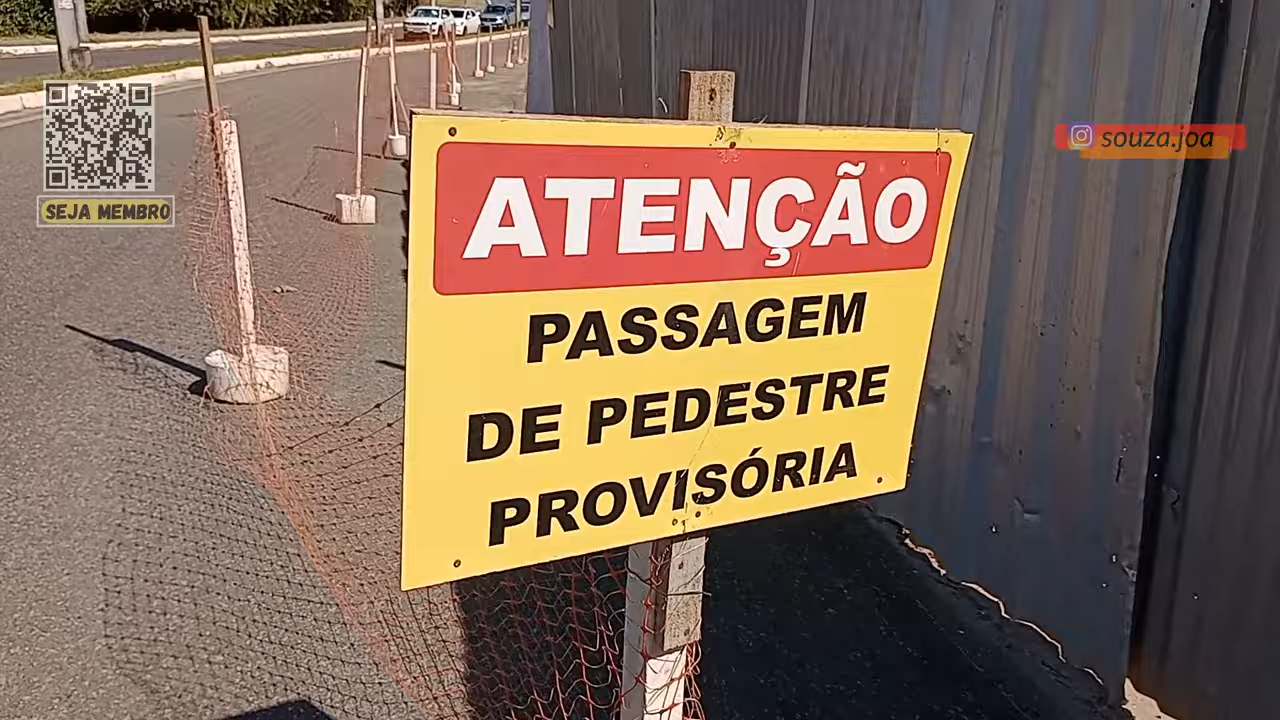 SEJA MEMBRO
souza.joa
ATENÇÃO
PASSAGEM
DE PEDESTRE
PROVISÓRIA